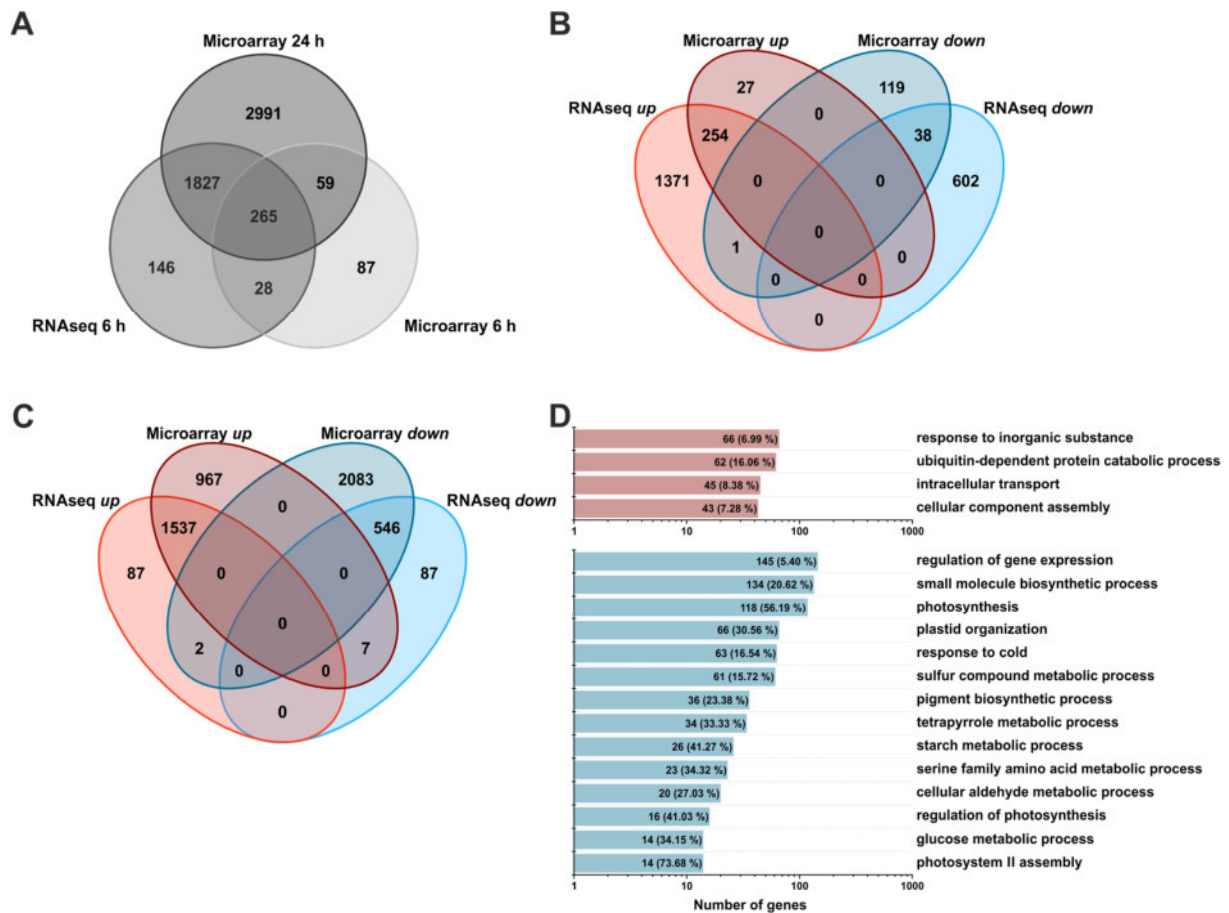 A
Microarray 24 h
2991
1827
59
265
146
87
28
RNAseq 6 h
Microarray 6 h
B
Microarray up
Microarray down
27
119
RNAseq up
0
RNAseq down
254
38
1371
0
0
602
0
1
0
0
0
0
C
Microarray up
Microarray down
967
2083
RNAseq up
0
RNAseq down
1537
546
87
0
0
87
0
2
7
0
0
0
D
66 (6.99 %) response to inorganic substance
62 (16.06 %) ubiquitin-dependent protein catabolic process
45 (8.38 %) intracellular transport
43 (7.28 %) cellular component assembly
1 10 100 1000
145 (5.40 %) regulation of gene expression
134 (20.62 %) small molecule biosynthetic process
118 (56.19 %) photosynthesis
66 (30.56 %) plastid organization
63 (16.54 %) response to cold
61 (15.72 %) sulfur compound metabolic process
36 (23.38 %) pigment biosynthetic process
34 (33.33 %) tetrapyrrole metabolic process
26 (41.27 %) starch metabolic process
23 (34.32 %) serine family amino acid metabolic process
20 (27.03 %) cellular aldehyde metabolic process
16 (41.03 %) regulation of photosynthesis
14 (34.15 %) glucose metabolic process
14 (73.68 %) photosystem II assembly
1 10 100 1000
Number of genes